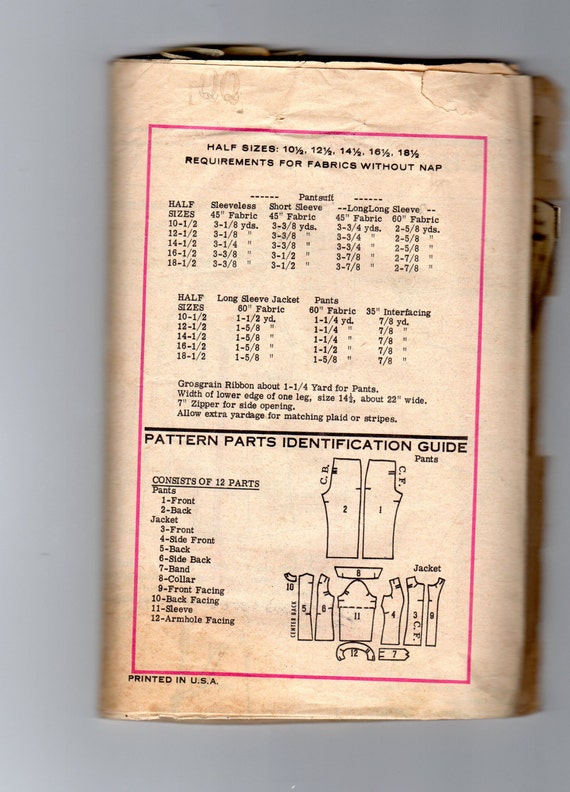 HALF SIZES: 10½, 12½, 14½, 16½, 18½
REQUIREMENTS FOR FABRICS WITHOUT NAP
------ Pantsuit ------
HALF Sleeveless Short Sleeve --LongLong Sleeve --
SIZES 45" Fabric 45" Fabric 45" Fabric 60" Fabric
10-1/2 3-1/8 yds. 3-3/8 yds. 3-3/4 yds. 2-5/8 yds.
12-1/2 3-1/8 " 3-3/8 " 3-3/4 " 2-5/8 "
14-1/2 3-1/4 " 3-3/8 " 3-3/4 " 2-5/8 "
16-1/2 3-3/8 " 3-1/2 " 3-7/8 " 2-7/8 "
18-1/2 3-3/8 " 3-1/2 " 3-7/8 " 2-7/8 "
HALF Long Sleeve Jacket Pants
SIZES 60" Fabric 60" Fabric 35" Interfacing
10-1/2 1-1/2 yd. 1-1/4 yd. 7/8 yd.
12-1/2 1-5/8 " 1-1/4 " 7/8 "
14-1/2 1-5/8 " 1-1/4 " 7/8 "
16-1/2 1-5/8 " 1-1/2 " 7/8 "
18-1/2 1-5/8 " 1-5/8 " 7/8 "
Grosgrain Ribbon about 1-1/4 Yard for Pants.
Width of lower edge of one leg, size 14½, about 22" wide.
7" Zipper for side opening.
Allow extra yardage for matching plaid or stripes.
PATTERN PARTS IDENTIFICATION GUIDE
CONSISTS OF 12 PARTS
Pants
1-Front
2-Back
Jacket
3-Front
4-Side Front
5-Back
6-Side Back
7-Band
8-Collar
9-Front Facing
10-Back Facing
11-Sleeve
12-Armhole Facing
Pants
C.B.
C.F.
2
1
Jacket
8
10
CENTER BACK
5
6
11
4
3
C.F.
9
12
7
PRINTED IN U.S.A.